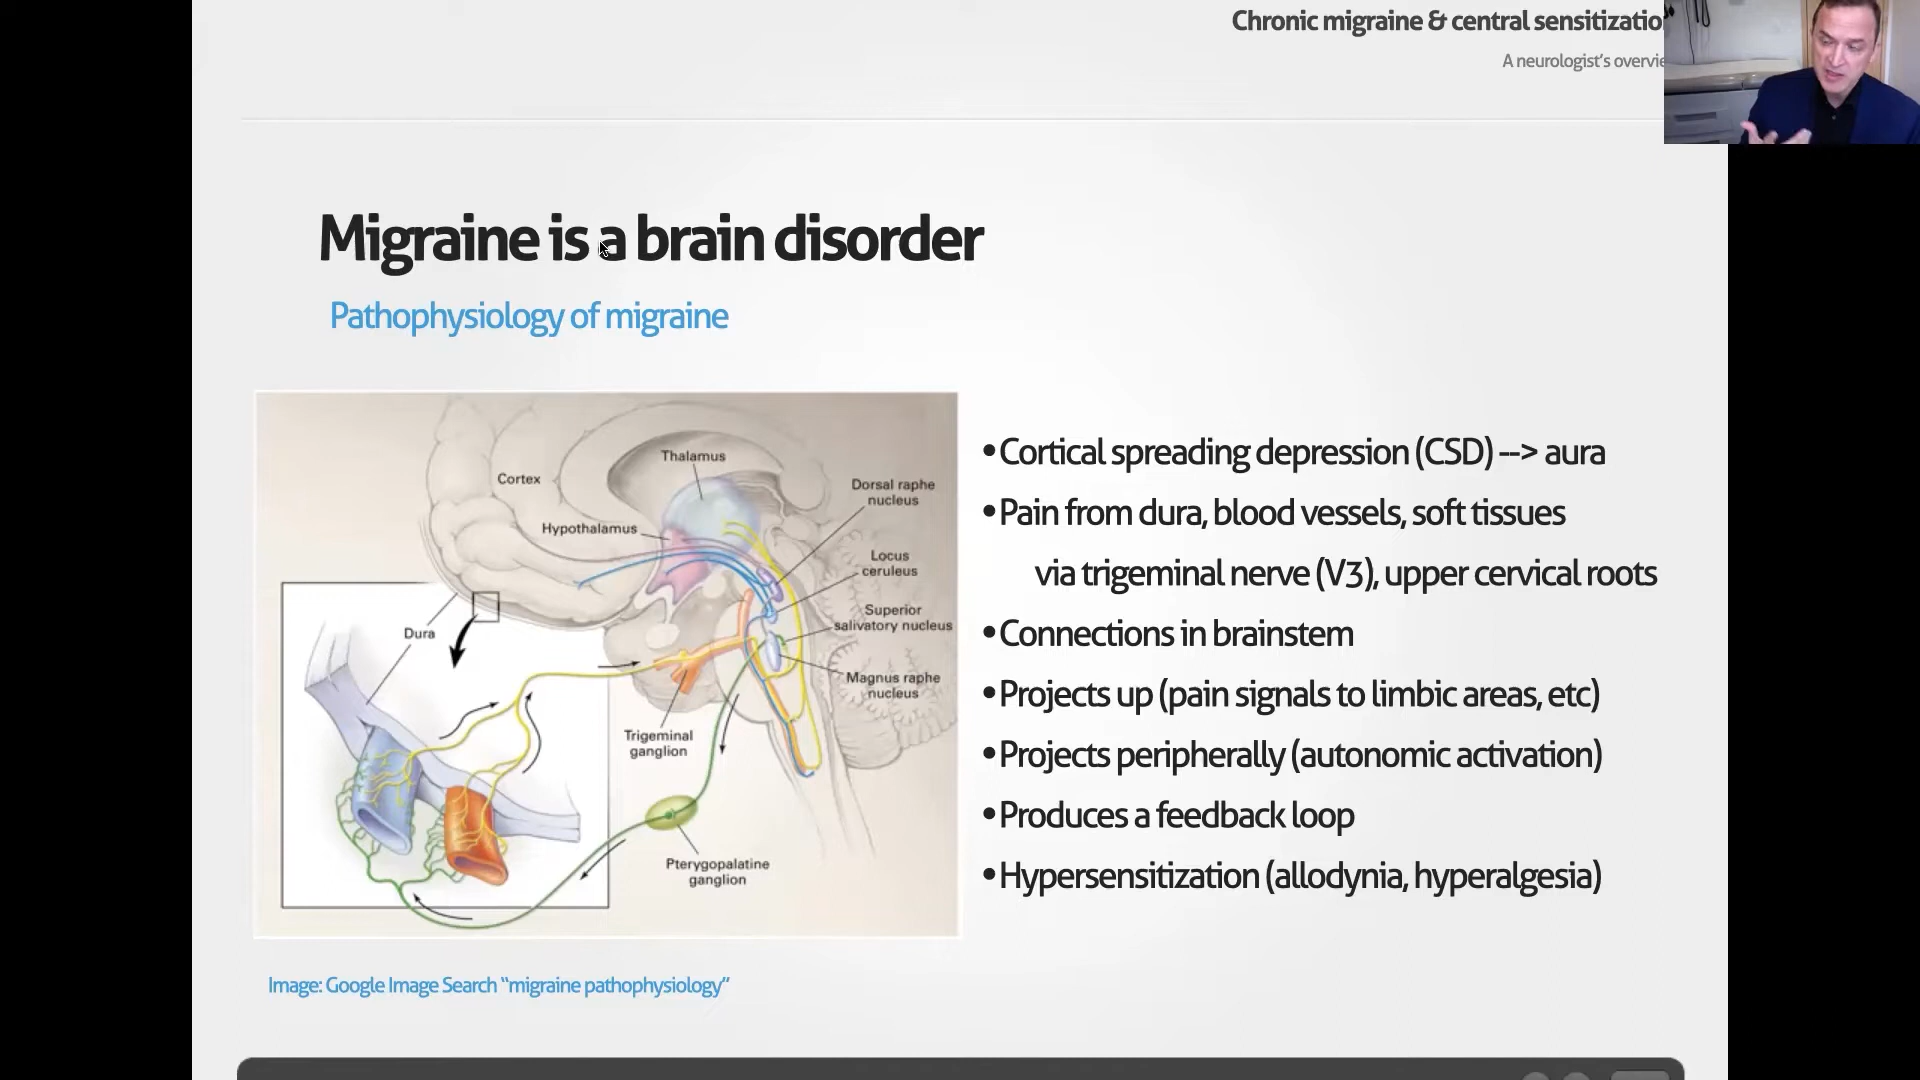 Chronic migraine & central sensitizatio
A neurologist's overvie
Migraine is a brain disorder
Pathophysiology of migraine
Thalamus
Cortex
Dorsal raphe
nucleus
Hypothalamus
Locus
ceruleus
Superior
salivatory nucleus
Dura
Magnus raphe
nucleus
Trigeminal
ganglion
Pterygopalatine
ganglion
•Cortical spreading depression (CSD) --> aura
•Pain from dura, blood vessels, soft tissues
via trigeminal nerve (V3), upper cervical roots
•Connections in brainstem
•Projects up (pain signals to limbic areas, etc)
•Projects peripherally (autonomic activation)
•Produces a feedback loop
•Hypersensitization (allodynia, hyperalgesia)
Image: Google Image Search “migraine pathophysiology”